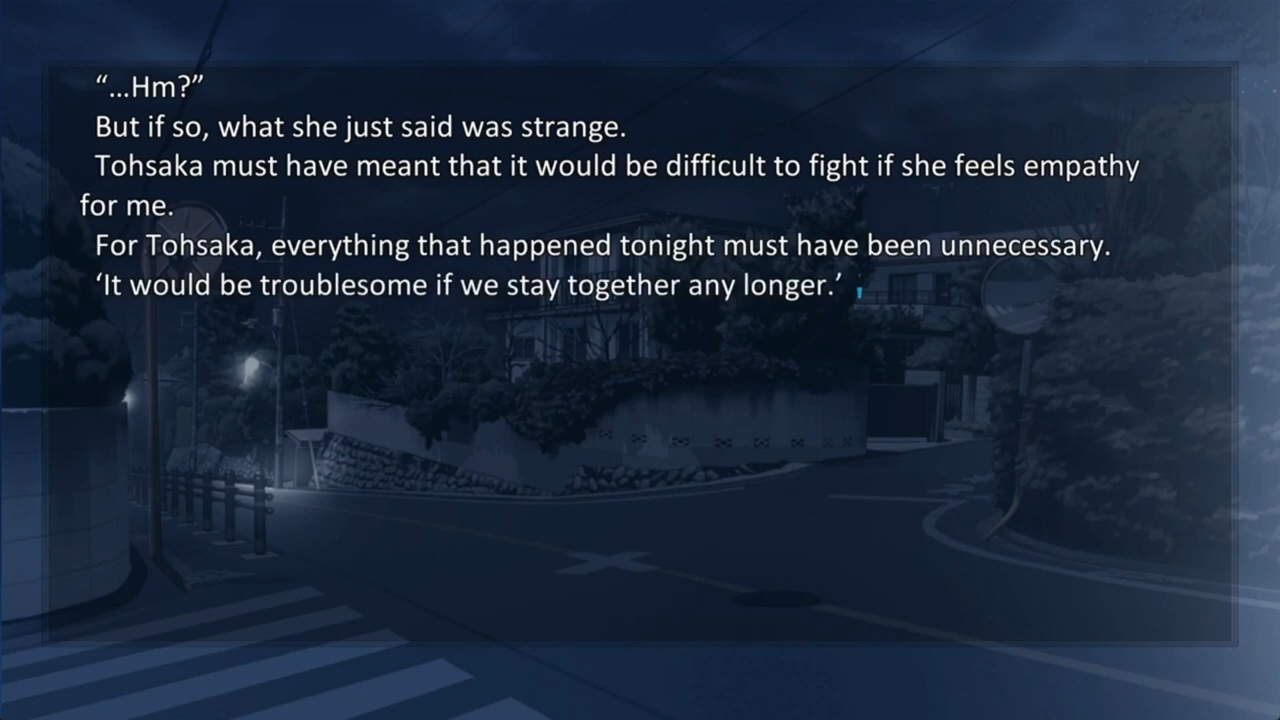 “...Hm?”
But if so, what she just said was strange.
Tohsaka must have meant that it would be difficult to fight if she feels empathy
for me.
For Tohsaka, everything that happened tonight must have been unnecessary.
‘It would be troublesome if we stay together any longer.’